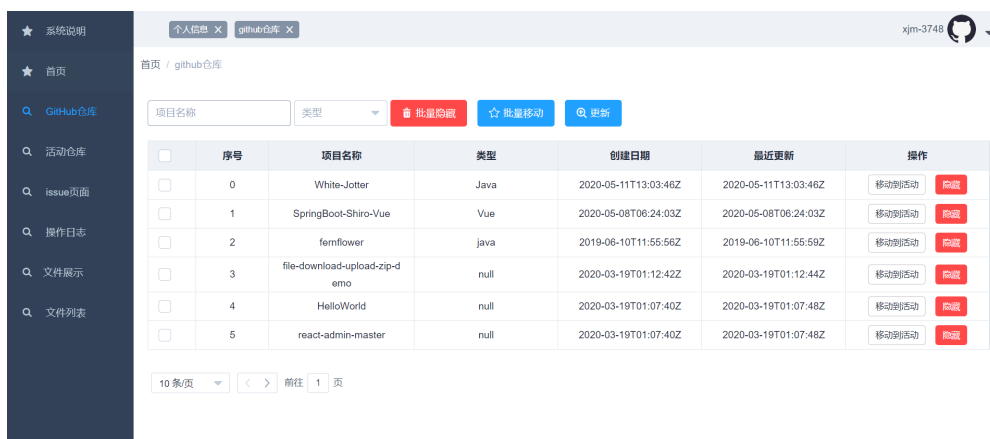 系统说明
首页
GitHub仓库
活动仓库
issue页面
操作日志
文件展示
文件列表
个人信息 X github仓库 X
xjm-3748
首页 / github仓库
项目名称 类型 批量隐藏 批量移动 更新
序号 项目名称 类型 创建日期 最近更新 操作
0 White-Jotter Java 2020-05-11T13:03:46Z 2020-05-11T13:03:46Z 移动到活动 隐藏
1 SpringBoot-Shiro-Vue Vue 2020-05-08T06:24:03Z 2020-05-08T06:24:03Z 移动到活动 隐藏
2 fernflower java 2019-06-10T11:55:56Z 2019-06-10T11:55:59Z 移动到活动 隐藏
3 file-download-upload-zip-d
emo null 2020-03-19T01:12:42Z 2020-03-19T01:12:44Z 移动到活动 隐藏
4 HelloWorld null 2020-03-19T01:07:40Z 2020-03-19T01:07:48Z 移动到活动 隐藏
5 react-admin-master null 2020-03-19T01:07:40Z 2020-03-19T01:07:48Z 移动到活动 隐藏
10 条/页 < > 前往 1 页